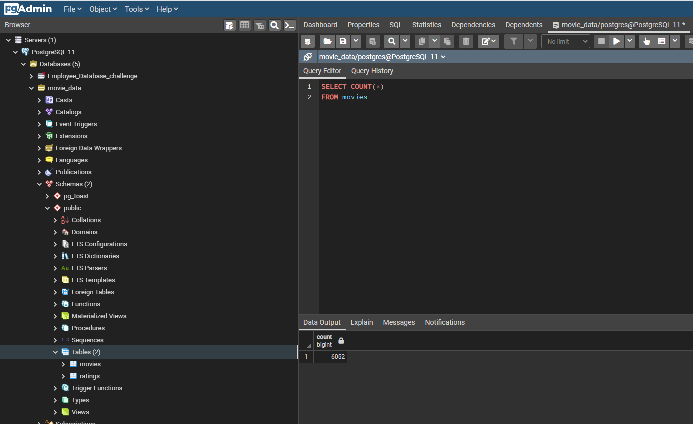 pgAdmin File Object Tools Help
Browser
Dashboard Properties SQL Statistics Dependencies Dependents movie_data/postgres@PostgreSQL 11 *
Servers (1)
PostgreSQL 11
Databases (5)
Employee_Database_challenge
movie_data
Casts
Catalogs
Event Triggers
Extensions
Foreign Data Wrappers
Languages
Publications
Schemas (2)
pg_toast
public
Collations
Domains
FTS Configurations
FTS Dictionaries
FTS Parsers
FTS Templates
Foreign Tables
Functions
Materialized Views
Procedures
Sequences
Tables (2)
movies
ratings
Trigger Functions
Types
Views
Subscriptions
No limit
movie_data/postgres@PostgreSQL 11
Query Editor Query History
1 SELECT COUNT(*)
2 FROM movies
Data Output Explain Messages Notifications
count
bigint
1 6052